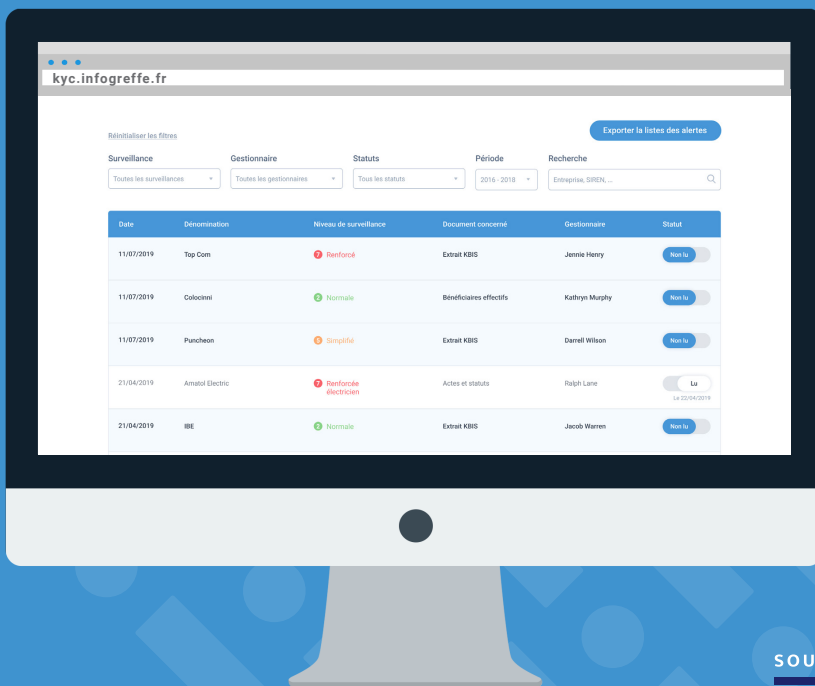 kyc.infogreffe.fr
Réinitialiser les filtres
Exporter la listes des alertes
Surveillance Gestionnaire Statuts Période Recherche
Toutes les surveillances Toutes les gestionnaires Tous les statuts 2016 - 2018 Entreprise, SIREN, ...
Date Dénomination Niveau de surveillance Document concerné Gestionnaire Statut
11/07/2019 Top Com 7 Renforcé Extrait KBIS Jennie Henry Non lu
11/07/2019 Colocinni 2 Normale Bénéficiaires effectifs Kathryn Murphy Non lu
11/07/2019 Puncheon Simplifié Extrait KBIS Darrell Wilson Non lu
21/04/2019 Amatol Electric 7 Renforcée Actes et statuts Ralph Lane Lu
électricien
Le 22/04/2019
21/04/2019 IBE 2 Normale Extrait KBIS Jacob Warren Non lu
SOU